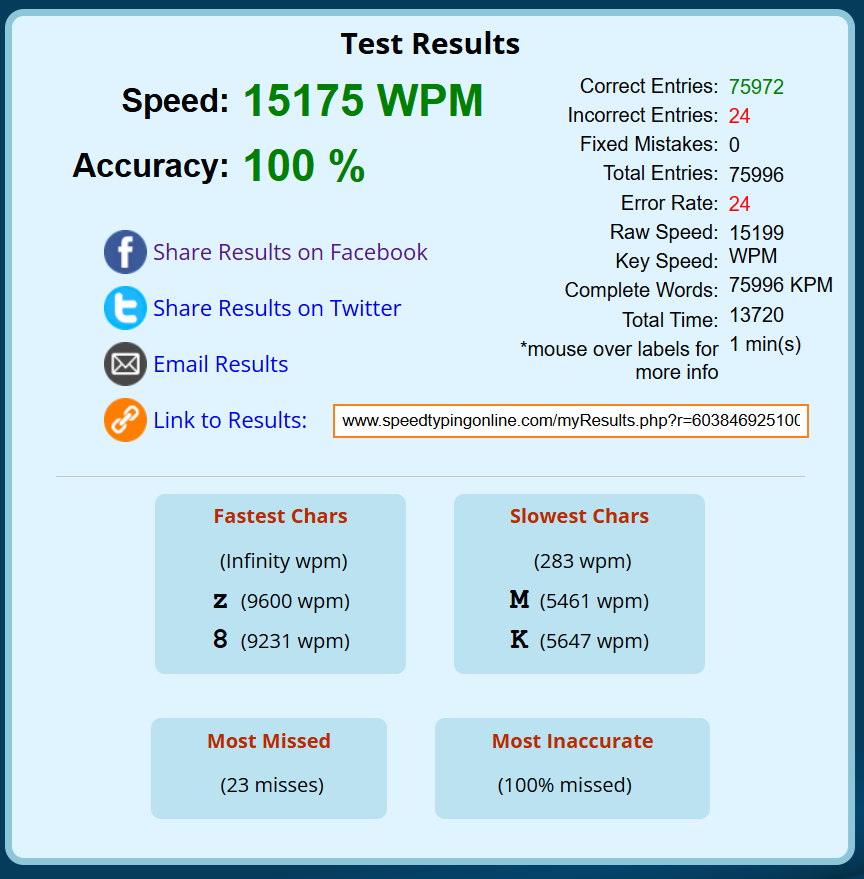 Test Results
Speed: 15175 WPM
Accuracy: 100 %
Correct Entries: 75972
Incorrect Entries: 24
Fixed Mistakes: 0
Total Entries: 75996
Error Rate: 24
Raw Speed: 15199
WPM
Key Speed:
75996 KPM
Complete Words:
13720
Total Time:
1 min(s)
*mouse over labels for
more info
f Share Results on Facebook
t Share Results on Twitter
Email Results
Link to Results: www.speedtypingonline.com/myResults.php?r=60384692510
Fastest Chars
(Infinity wpm)
z (9600 wpm)
8 (9231 wpm)
Slowest Chars
(283 wpm)
M (5461 wpm)
K (5647 wpm)
Most Missed
(23 misses)
Most Inaccurate
(100% missed)